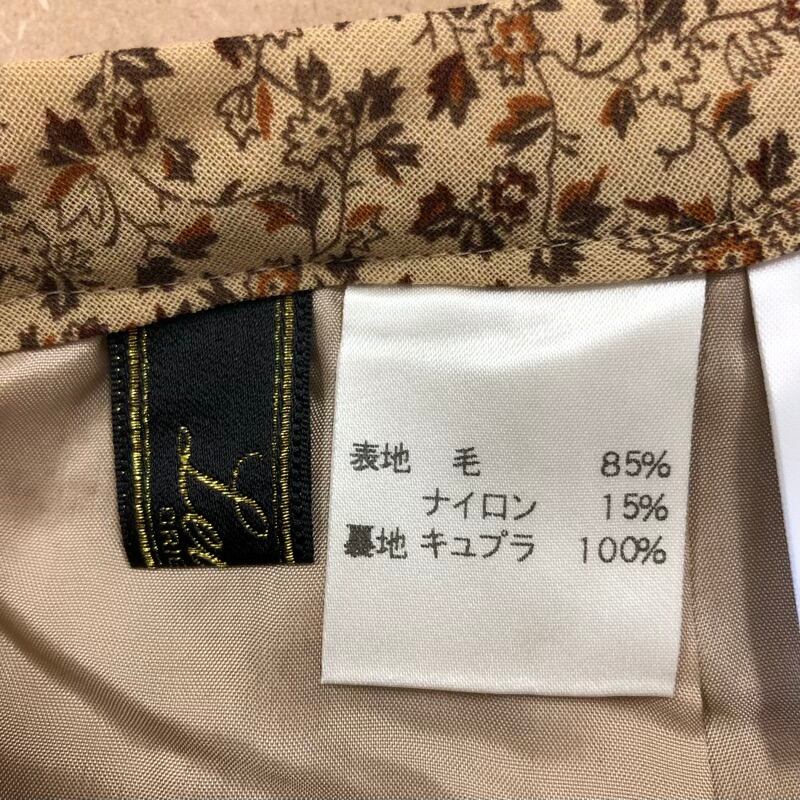 表地 毛 85%
ナイロン 15%
裏地 キュプラ 100%